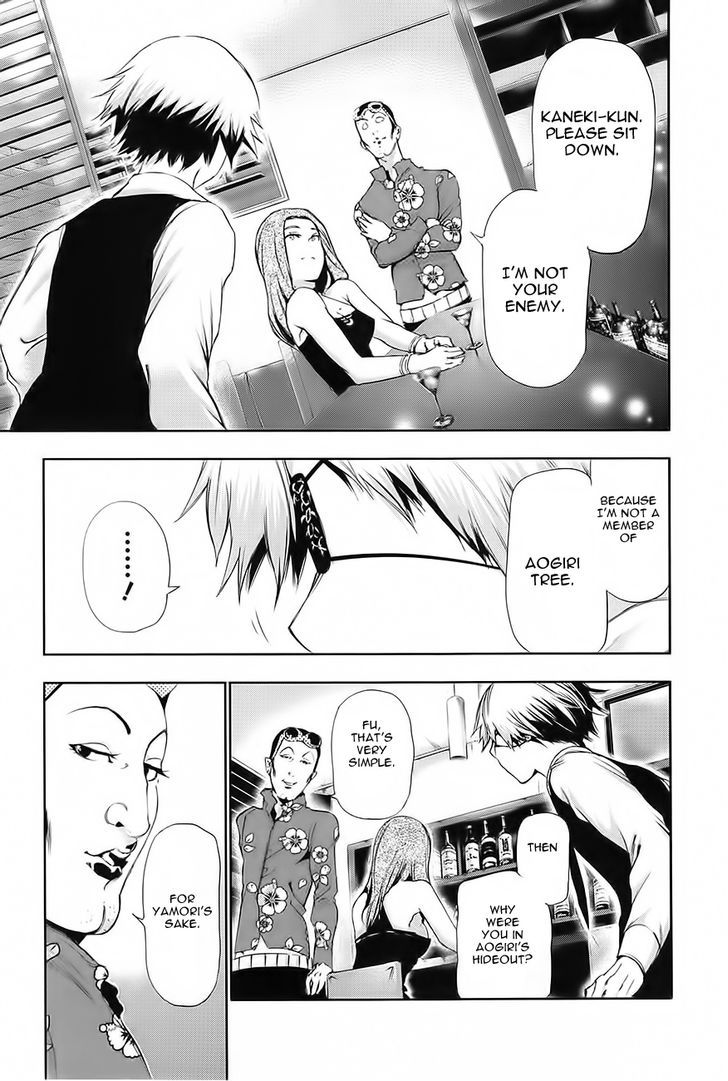 KANEKI-KUN.
PLEASE SIT
DOWN.
I'M NOT
YOUR
ENEMY.
BECAUSE
I'M NOT A
MEMBER
OF
AOGIRI
TREE.
......!
THEN
WHY
WERE
YOU IN
AOGIRI'S
HIDEOUT?
FU,
THAT'S
VERY
SIMPLE.
FOR
YAMORI'S
SAKE.